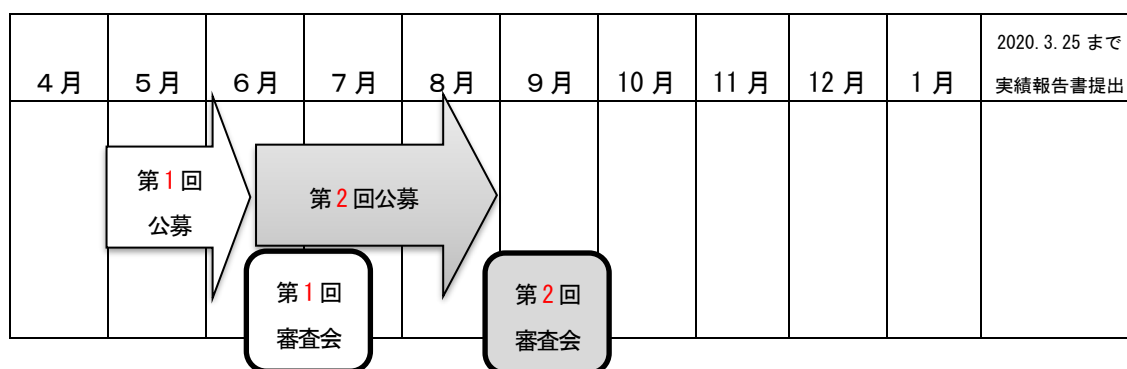 2020.3.25 まで
４月
５月
６月
７月
８月
９月
10 月
11 月
12 月
１月
実績報告書提出
第1回
公募
第2回公募
第1回
審査会
第2回
審査会